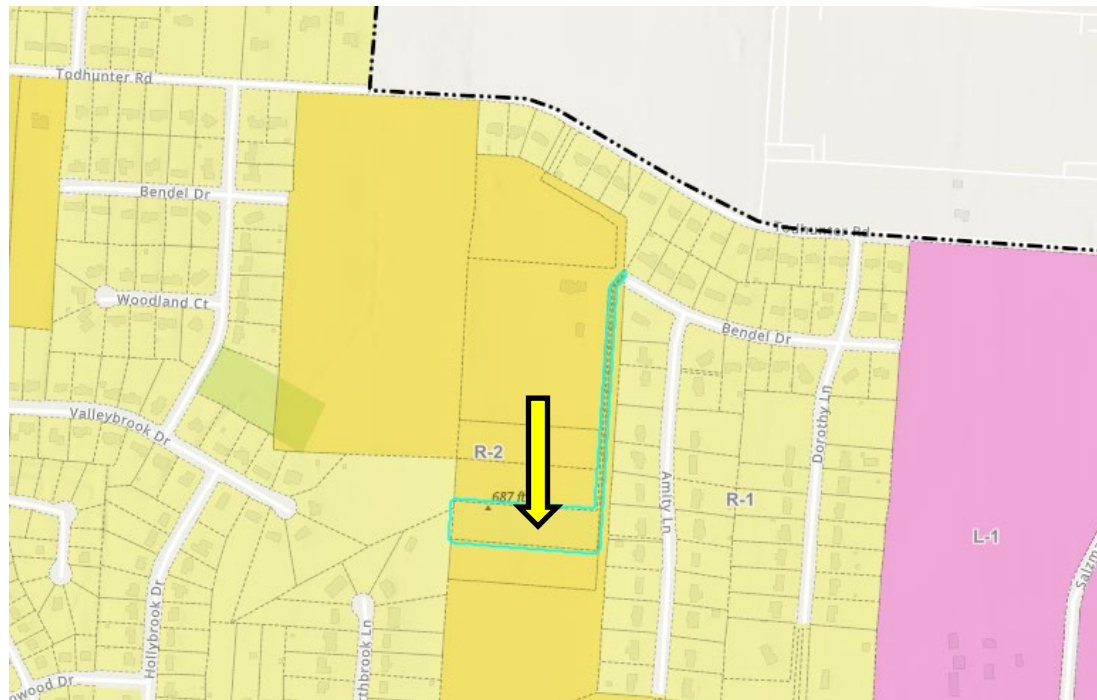 Todhunter Rd
Bendel Dr
Todhunter Rd
Woodland Ct
Bendel Dr
Dorothy Ln
Valleybrook Dr
R-2
Amity Ln
687 ft
R-1
L-1
Hollybrook Dr